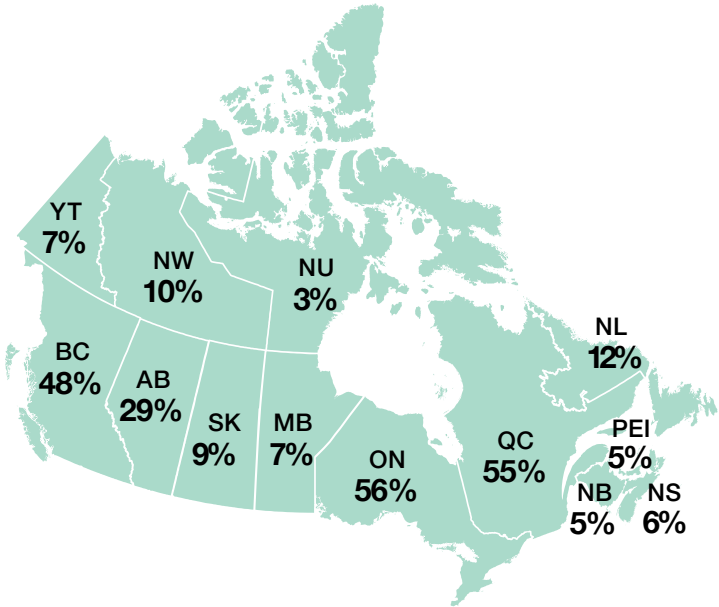 YT
7%
NW
10%
NU
3%
NL
12%
BC
48%
AB
29%
SK
9%
MB
7%
ON
56%
QC
55%
PEI
5%
NB
5%
NS
6%